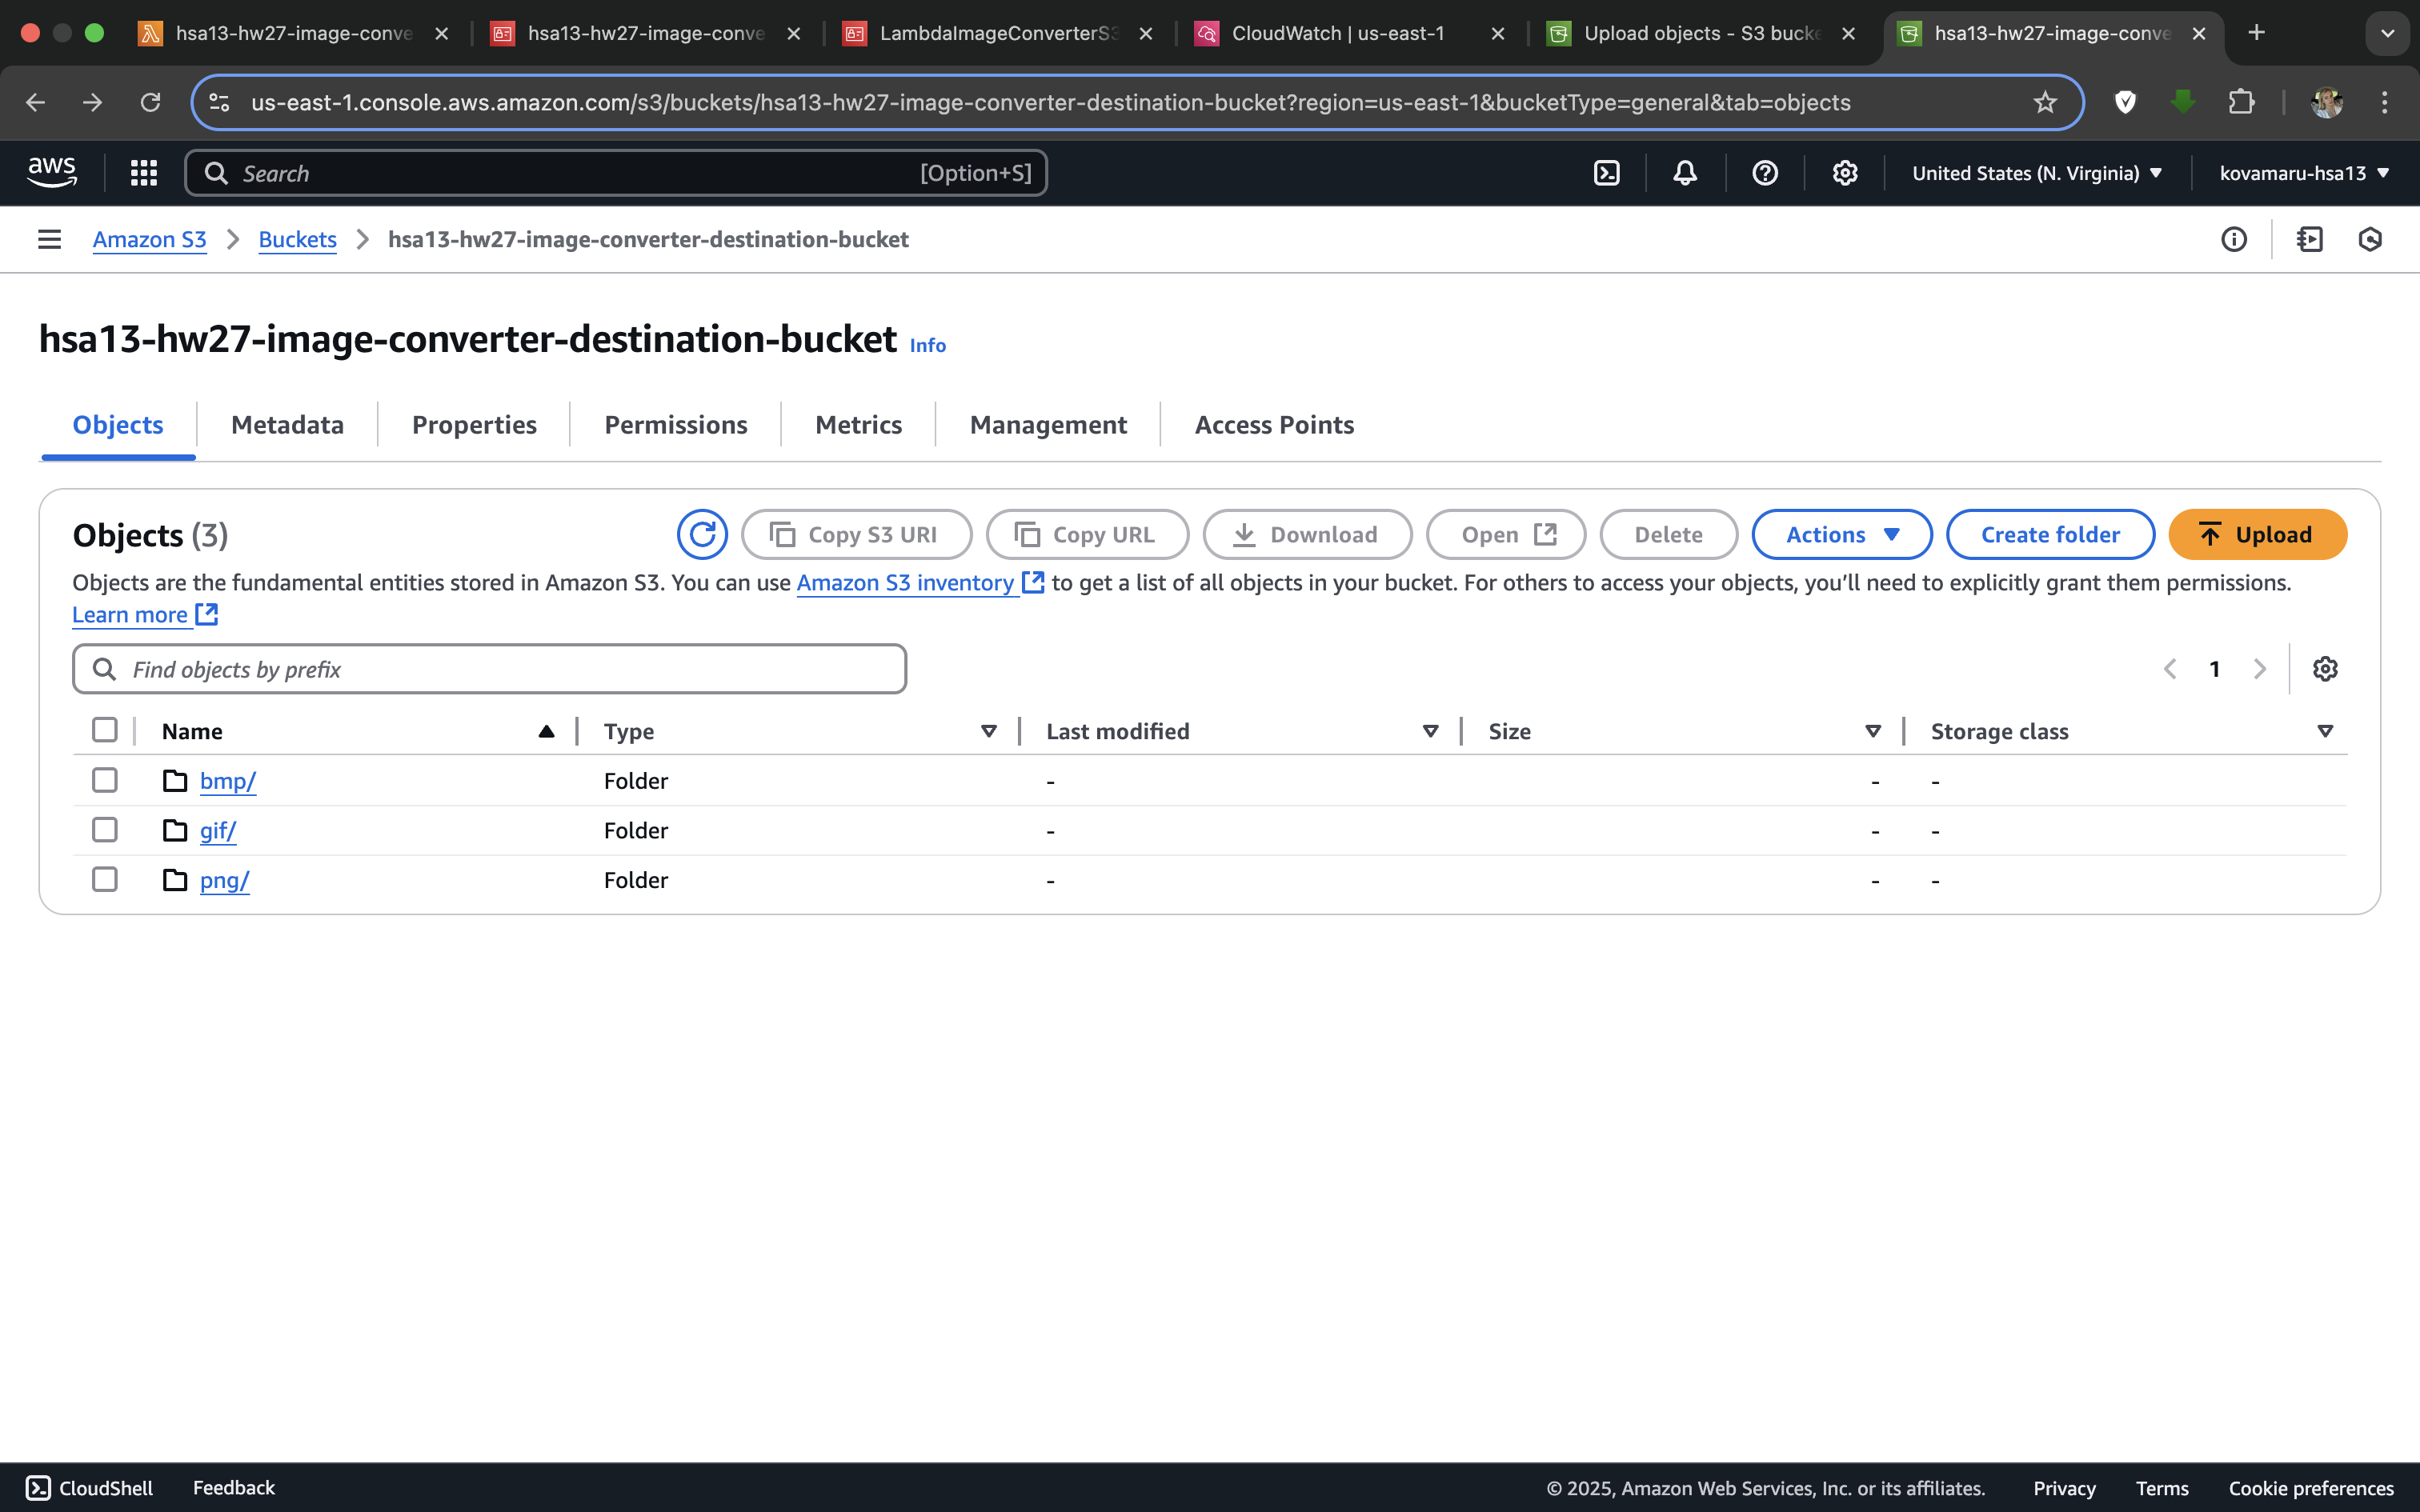 hsa13-hw27-image-conve
hsa13-hw27-image-conve
LambdaImageConverterS3
CloudWatch | us-east-1
Upload objects - S3 bucke
hsa13-hw27-image-conve
us-east-1.console.aws.amazon.com/s3/buckets/hsa13-hw27-image-converter-destination-bucket?region=us-east-1&bucketType=general&tab=objects
aws
Search
[Option+S]
United States (N. Virginia)
kovamaru-hsa13
Amazon S3 > Buckets > hsa13-hw27-image-converter-destination-bucket
hsa13-hw27-image-converter-destination-bucket Info
Objects Metadata Properties Permissions Metrics Management Access Points
Objects (3)
Copy S3 URI
Copy URL
Download
Open
Delete
Actions
Create folder
Upload
Objects are the fundamental entities stored in Amazon S3. You can use Amazon S3 inventory to get a list of all objects in your bucket. For others to access your objects, you’ll need to explicitly grant them permissions.
Learn more
Find objects by prefix
1
Name Type Last modified Size Storage class
bmp/ Folder - - -
gif/ Folder - - -
png/ Folder - - -
CloudShell Feedback © 2025, Amazon Web Services, Inc. or its affiliates. Privacy Terms Cookie preferences